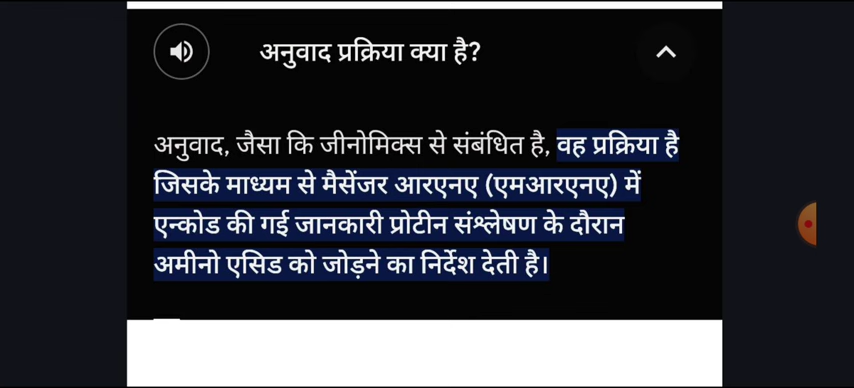 अनुवाद प्रक्रिया क्या है?
अनुवाद, जैसा कि जीनोमिक्स से संबंधित है, वह प्रक्रिया है
जिसके माध्यम से मैसेंजर आरएनए (एमआरएनए) में
एन्कोड की गई जानकारी प्रोटीन संश्लेषण के दौरान
अमीनो एसिड को जोड़ने का निर्देश देती है।